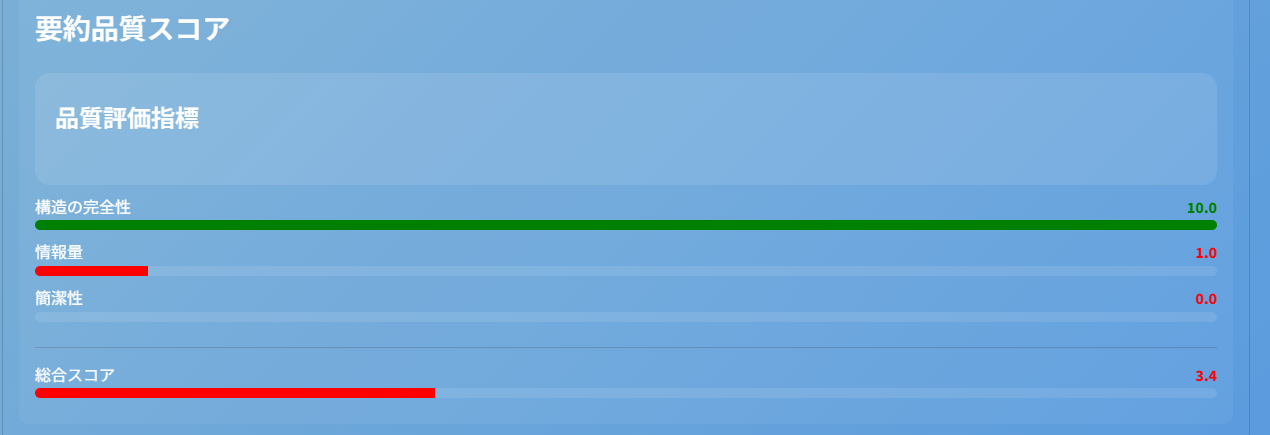 要約品質スコア
品質評価指標
構造の完全性 10.0
情報量 1.0
簡潔性 0.0
総合スコア 3.4